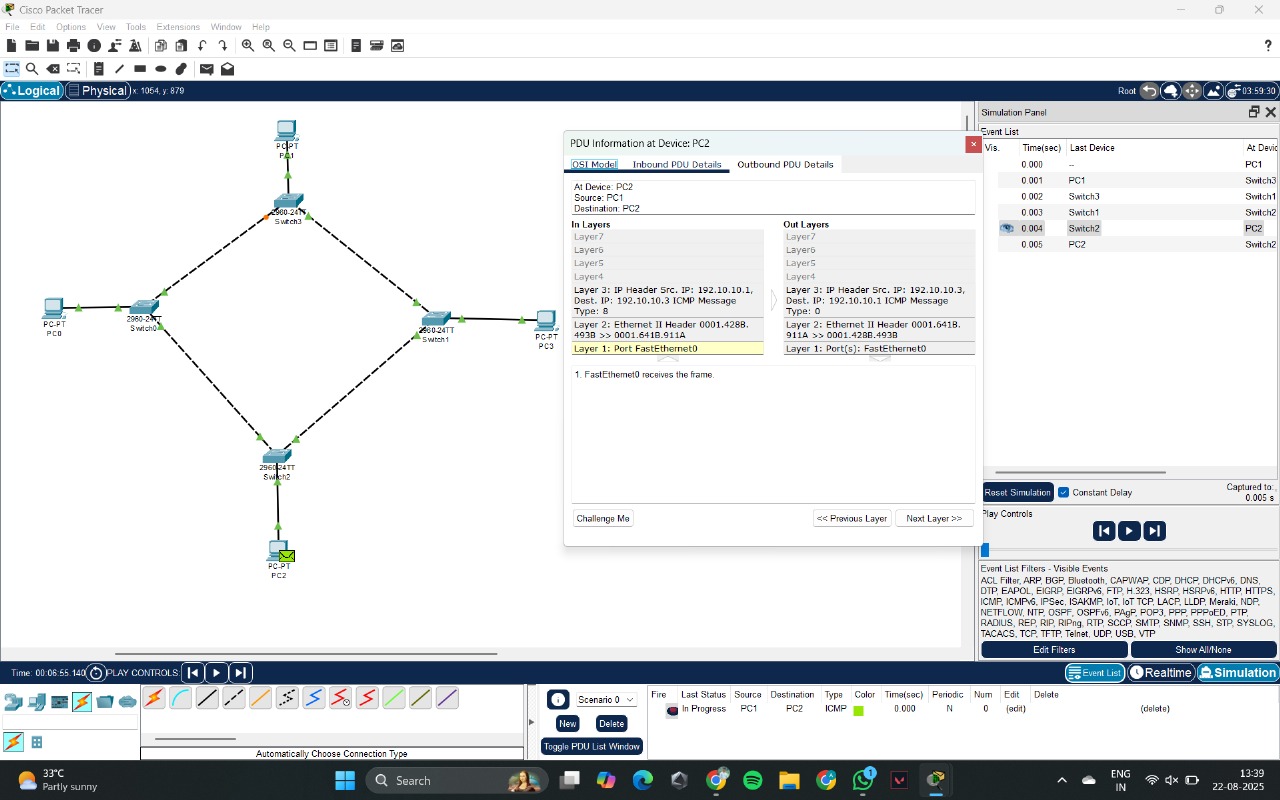 Cisco Packet Tracer
File Edit Options View Tools Extensions Window Help
?
Logical Physical x: 1054, y: 879
Root 03:59:30
PC-PT
2960-24TT
Switch3
PC-PT
PC0
2960-24TT
Switch0
2960-24TT
Switch1
PC-PT
PC3
2960-24TT
Switch2
PC-PT
PC2
PDU Information at Device: PC2
OSI Model Inbound PDU Details Outbound PDU Details
At Device: PC2
Source: PC1
Destination: PC2
In Layers Out Layers
Layer7 Layer7
Layer6 Layer6
Layer5 Layer5
Layer4 Layer4
Layer 3: IP Header Src. IP: 192.10.10.1,
Dest. IP: 192.10.10.3 ICMP Message
Type: 8
Layer 3: IP Header Src. IP: 192.10.10.3,
Dest. IP: 192.10.10.1 ICMP Message
Type: 0
Layer 2: Ethernet II Header 0001.428B.
493B >> 0001.641B.911A
Layer 2: Ethernet II Header 0001.641B.
911A >> 0001.428B.493B
Layer 1: Port FastEthernet0
Layer 1: Port(s): FastEthernet0
1. FastEthernet0 receives the frame.
Challenge Me << Previous Layer Next Layer >>
Simulation Panel
Event List
Vis. Time(sec) Last Device At Devic
0.000 -- PC1
0.001 PC1 Switch3
0.002 Switch3 Switch1
0.003 Switch1 Switch2
0.004 Switch2 PC2
0.005 PC2 Switch2
Reset Simulation Constant Delay Captured to:
0.005 s
Play Controls
Event List Filters - Visible Events
ACL Filter, ARP, BGP, Bluetooth, CAPWAP, CDP, DHCP, DHCPv6, DNS,
DTP, EAPOL, EIGRP, EIGRPv6, FTP, H.323, HSRP, HSRPv6, HTTP, HTTPS,
ICMP, ICMPv6, IPSec, ISAKMP, IoT, IoT TCP, LACP, LLDP, Meraki, NDP,
NETFLOW, NTP, OSPF, OSPFv6, PAgP, POP3, PPP, PPPoED, PTP,
RADIUS, REP, RIP, RIPng, RTP, SCCP, SMTP, SNMP, SSH, STP, SYSLOG,
TACACS, TCP, TFTP, Telnet, UDP, USB, VTP
Edit Filters Show All/None
Time: 00:06:55.140 PLAY CONTROLS:
Event List Realtime Simulation
Automatically Choose Connection Type
Scenario 0
New Delete
Toggle PDU List Window
Fire Last Status Source Destination Type Color Time(sec) Periodic Num Edit Delete
In Progress PC1 PC2 ICMP 0.000 N 0 (edit) (delete)
33°C
Partly sunny
Search
1
ENG
IN
13:39
22-08-2025